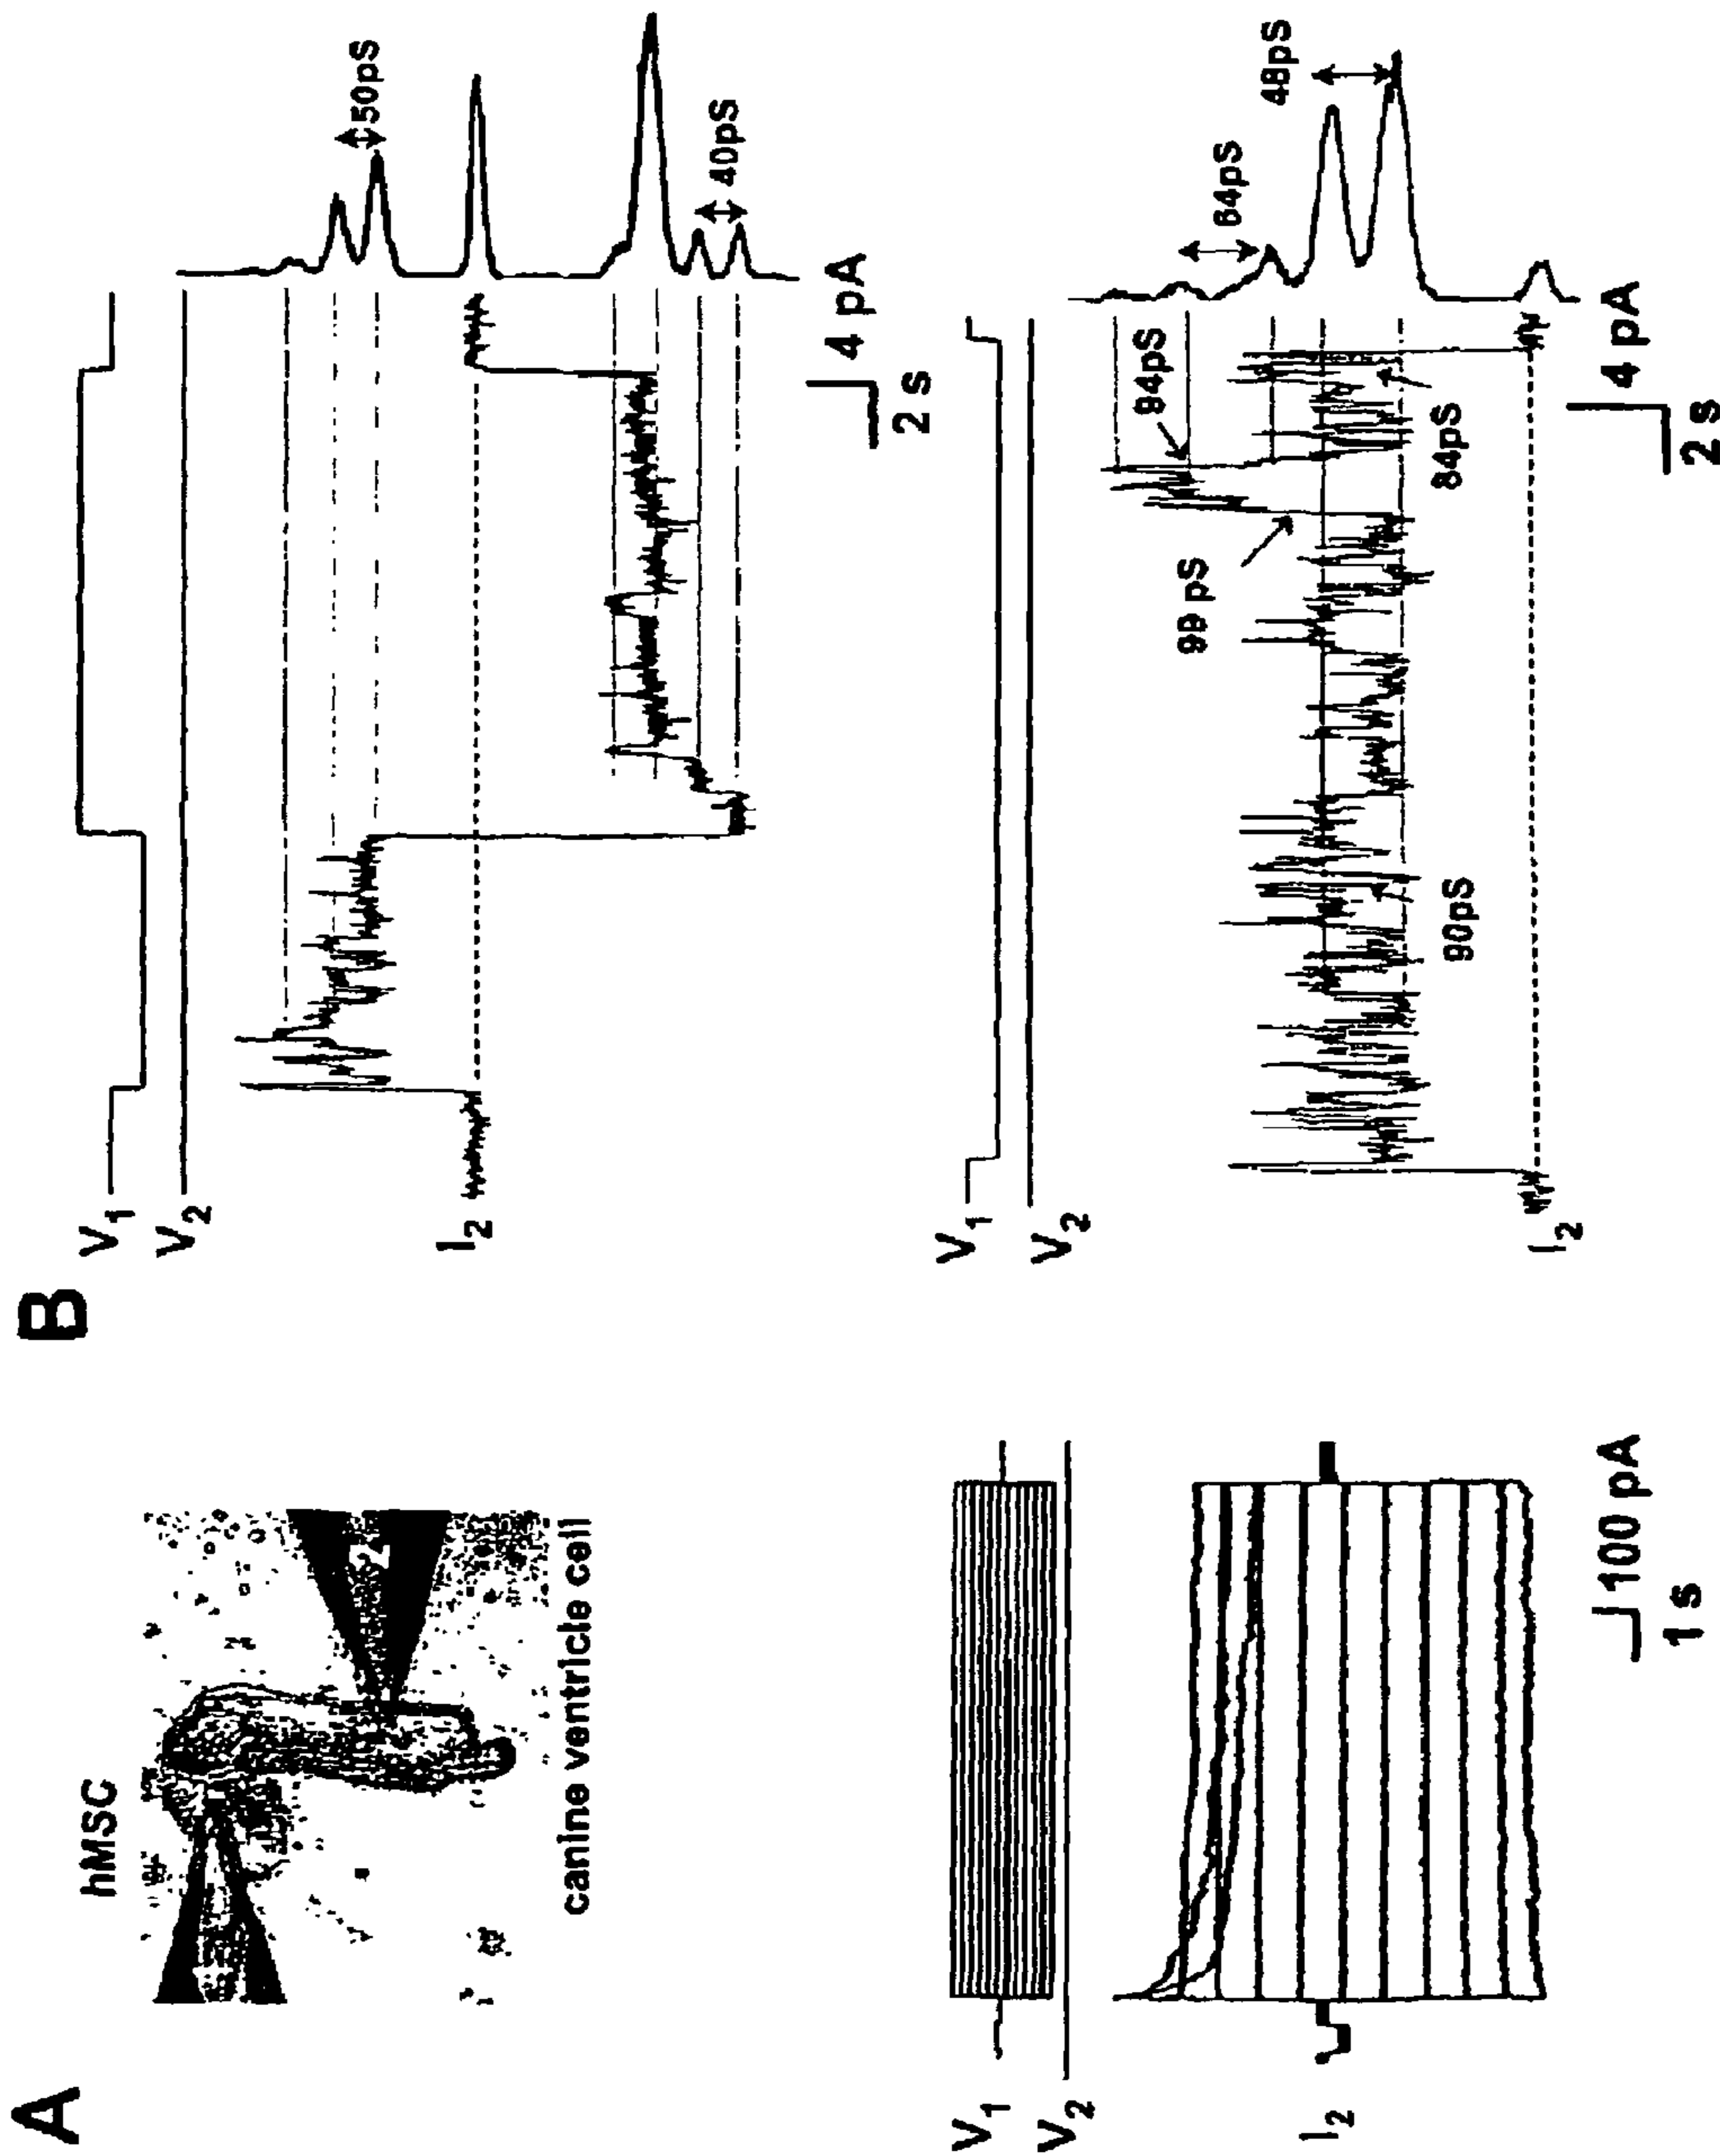 A
hMSC
canine ventricle cell
V1
V2
I2
100 pA
1 s
B
V1
V2
I2
50pS
40pS
4 pA
2 s
V1
V2
I2
99 pS
94pS
90pS
84pS
64pS
48pS
4 pA
2 s